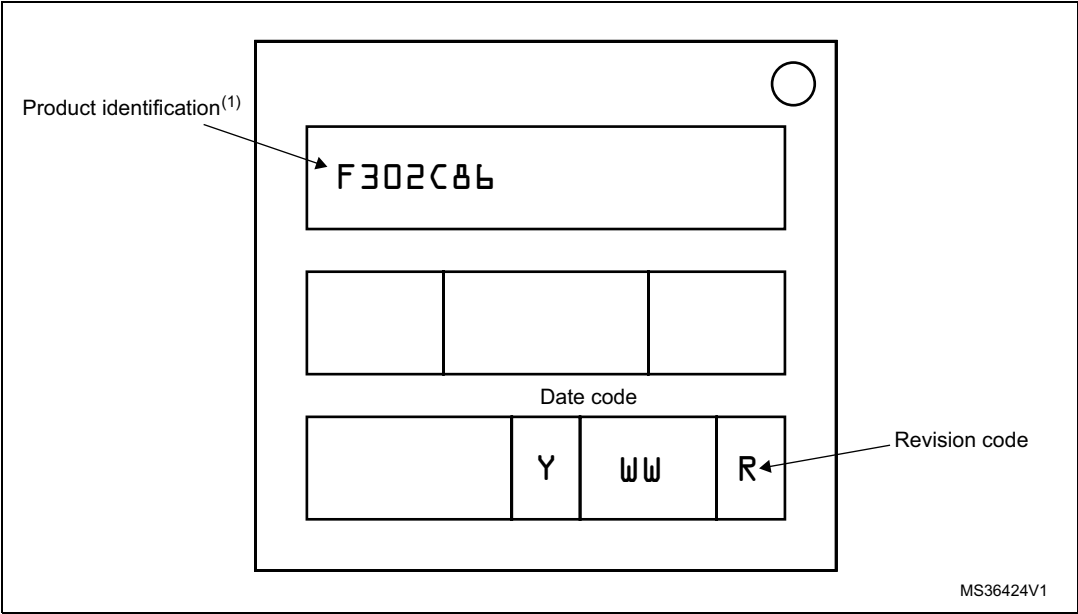 Product identification(1)
F302C86
Date code
Y WW R
Revision code
MS36424V1